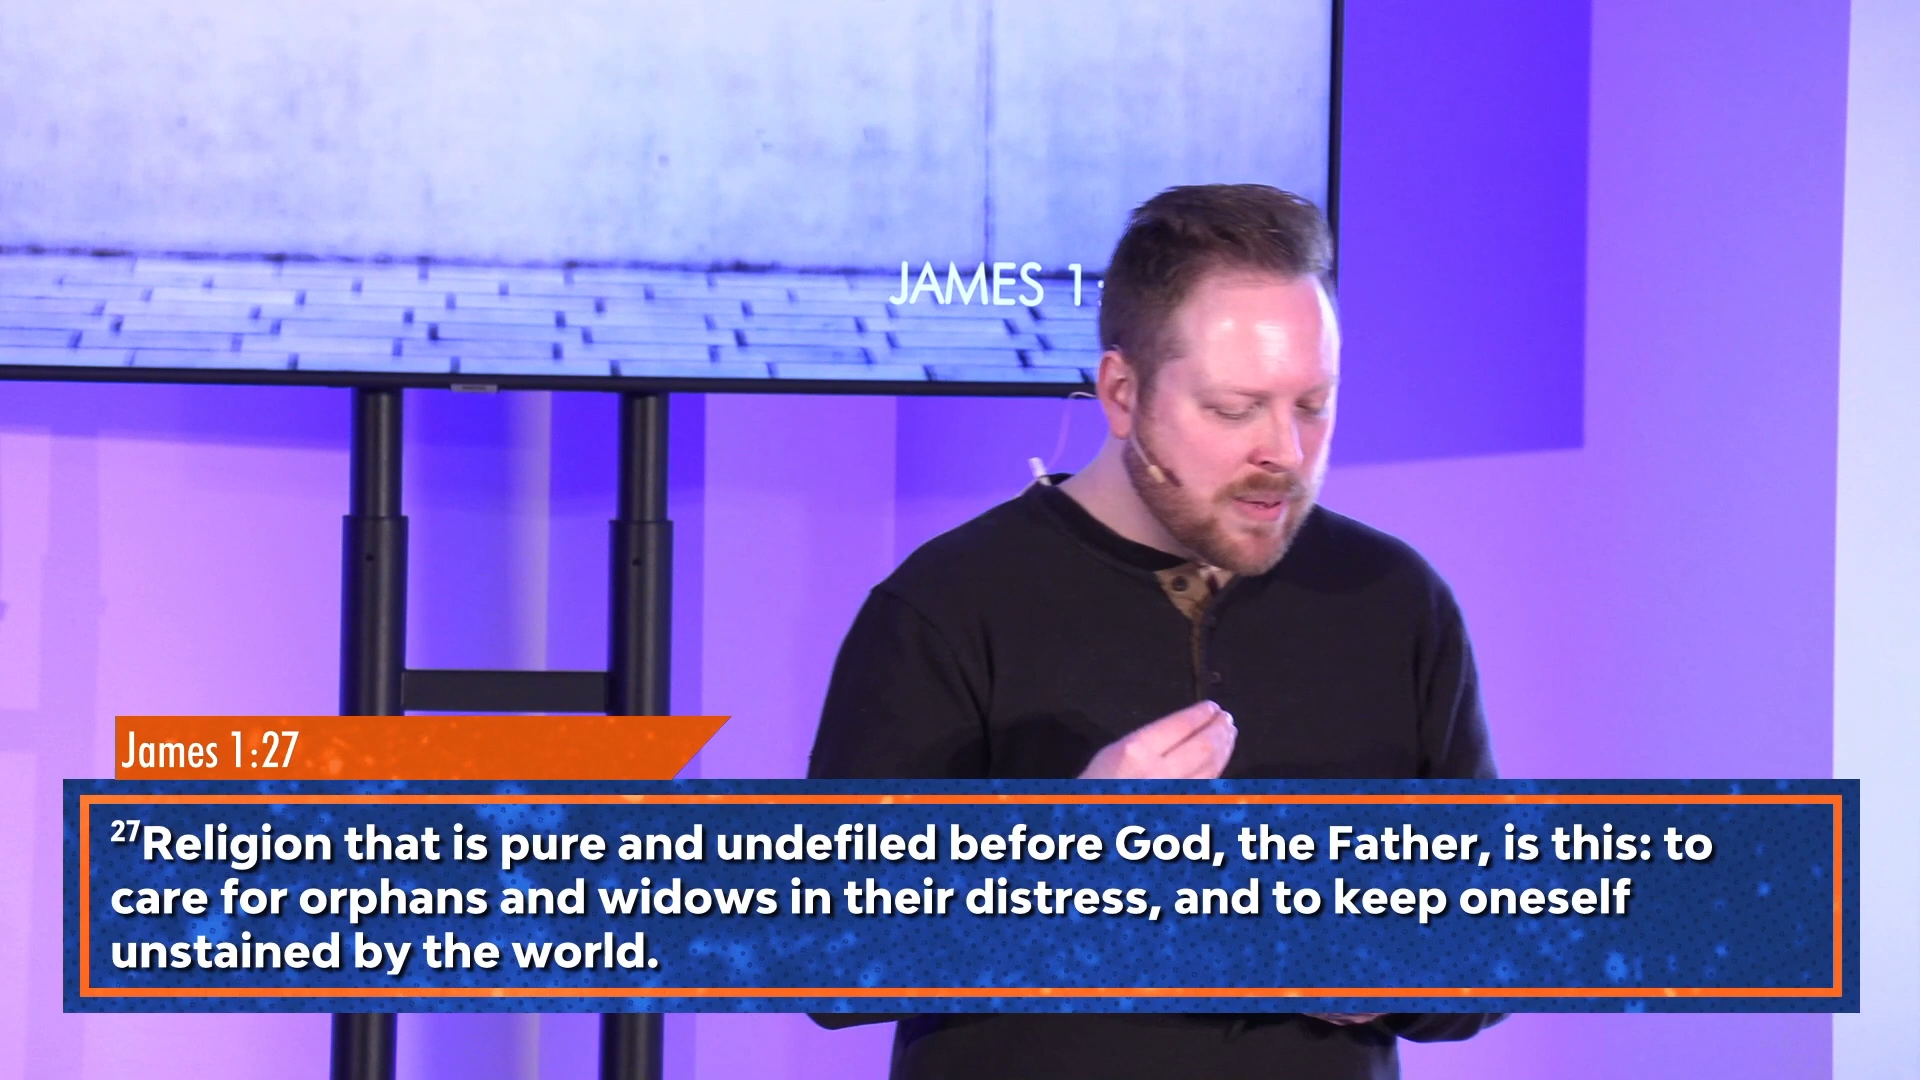 JAMES 1:
James 1:27
²⁷Religion that is pure and undefiled before God, the Father, is this: to
care for orphans and widows in their distress, and to keep oneself
unstained by the world.